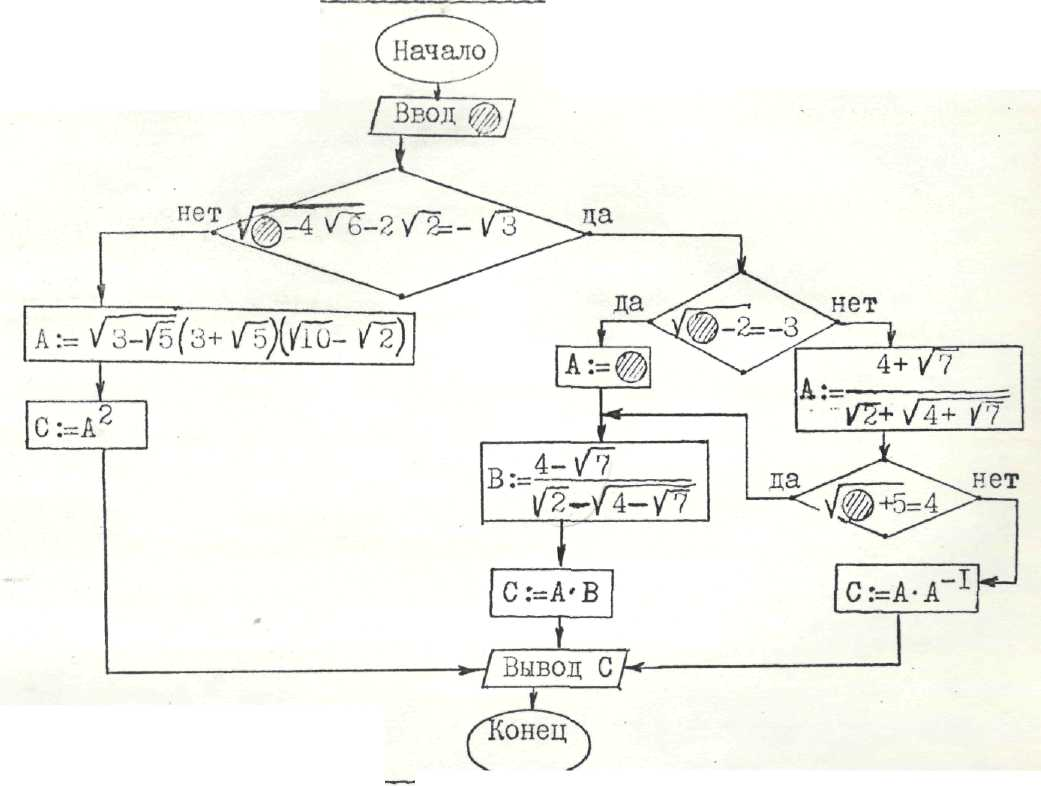 Начало
Ввод
нет
√-4√6-2√2=-√3
да
да
√-2=-3
нет
A:=√3-√5(3+√5)(√10-√2)
A:=
A:=4+√7/√2+√4+√7
C:=A²
B:=4-√7/√2-√4-√7
да
√+5=4
нет
C:=A·B
C:=A·A⁻I
Вывод C
Конец